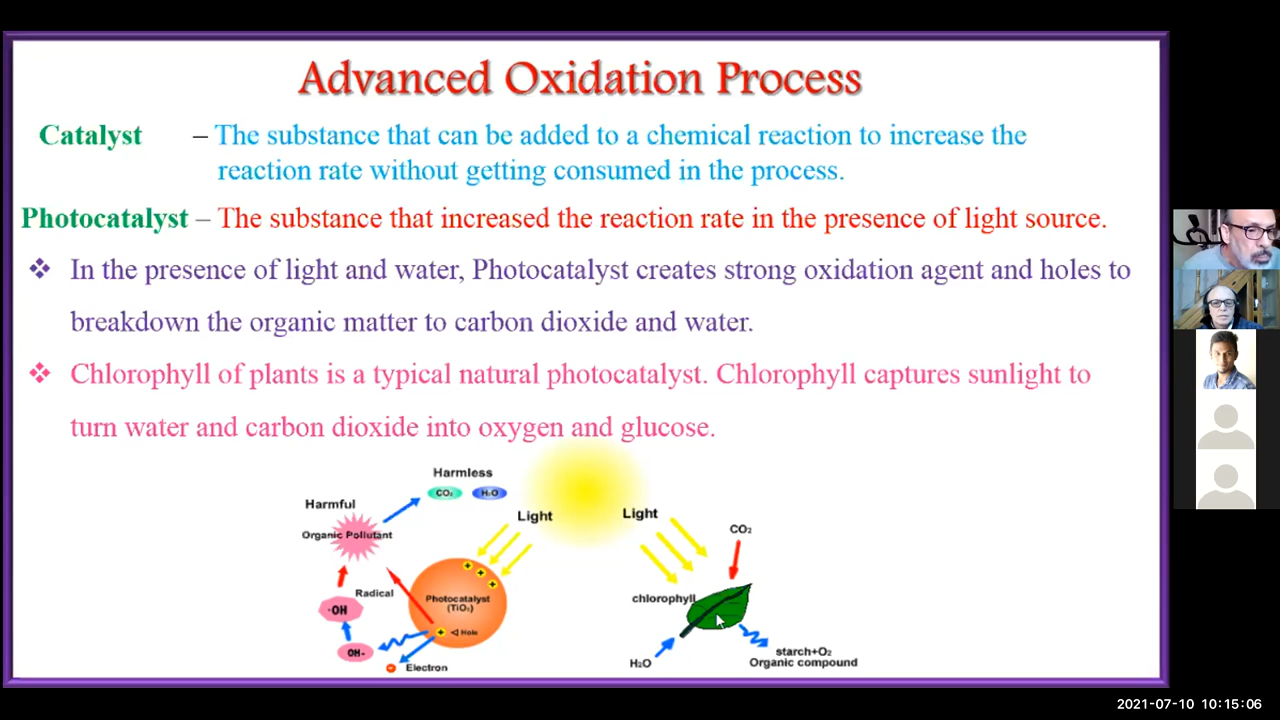 Advanced Oxidation Process
Catalyst – The substance that can be added to a chemical reaction to increase the
reaction rate without getting consumed in the process.
Photocatalyst – The substance that increased the reaction rate in the presence of light source.
❖ In the presence of light and water, Photocatalyst creates strong oxidation agent and holes to
breakdown the organic matter to carbon dioxide and water.
❖ Chlorophyll of plants is a typical natural photocatalyst. Chlorophyll captures sunlight to
turn water and carbon dioxide into oxygen and glucose.
Harmless
CO₂ H₂O
Harmful
Organic Pollutant
Light
Radical
·OH
OH-
Photocatalyst
(TiO₂)
Hole
Electron
Light
CO₂
chlorophyll
H₂O
starch+O₂
Organic compound
2021-07-10 10:15:06